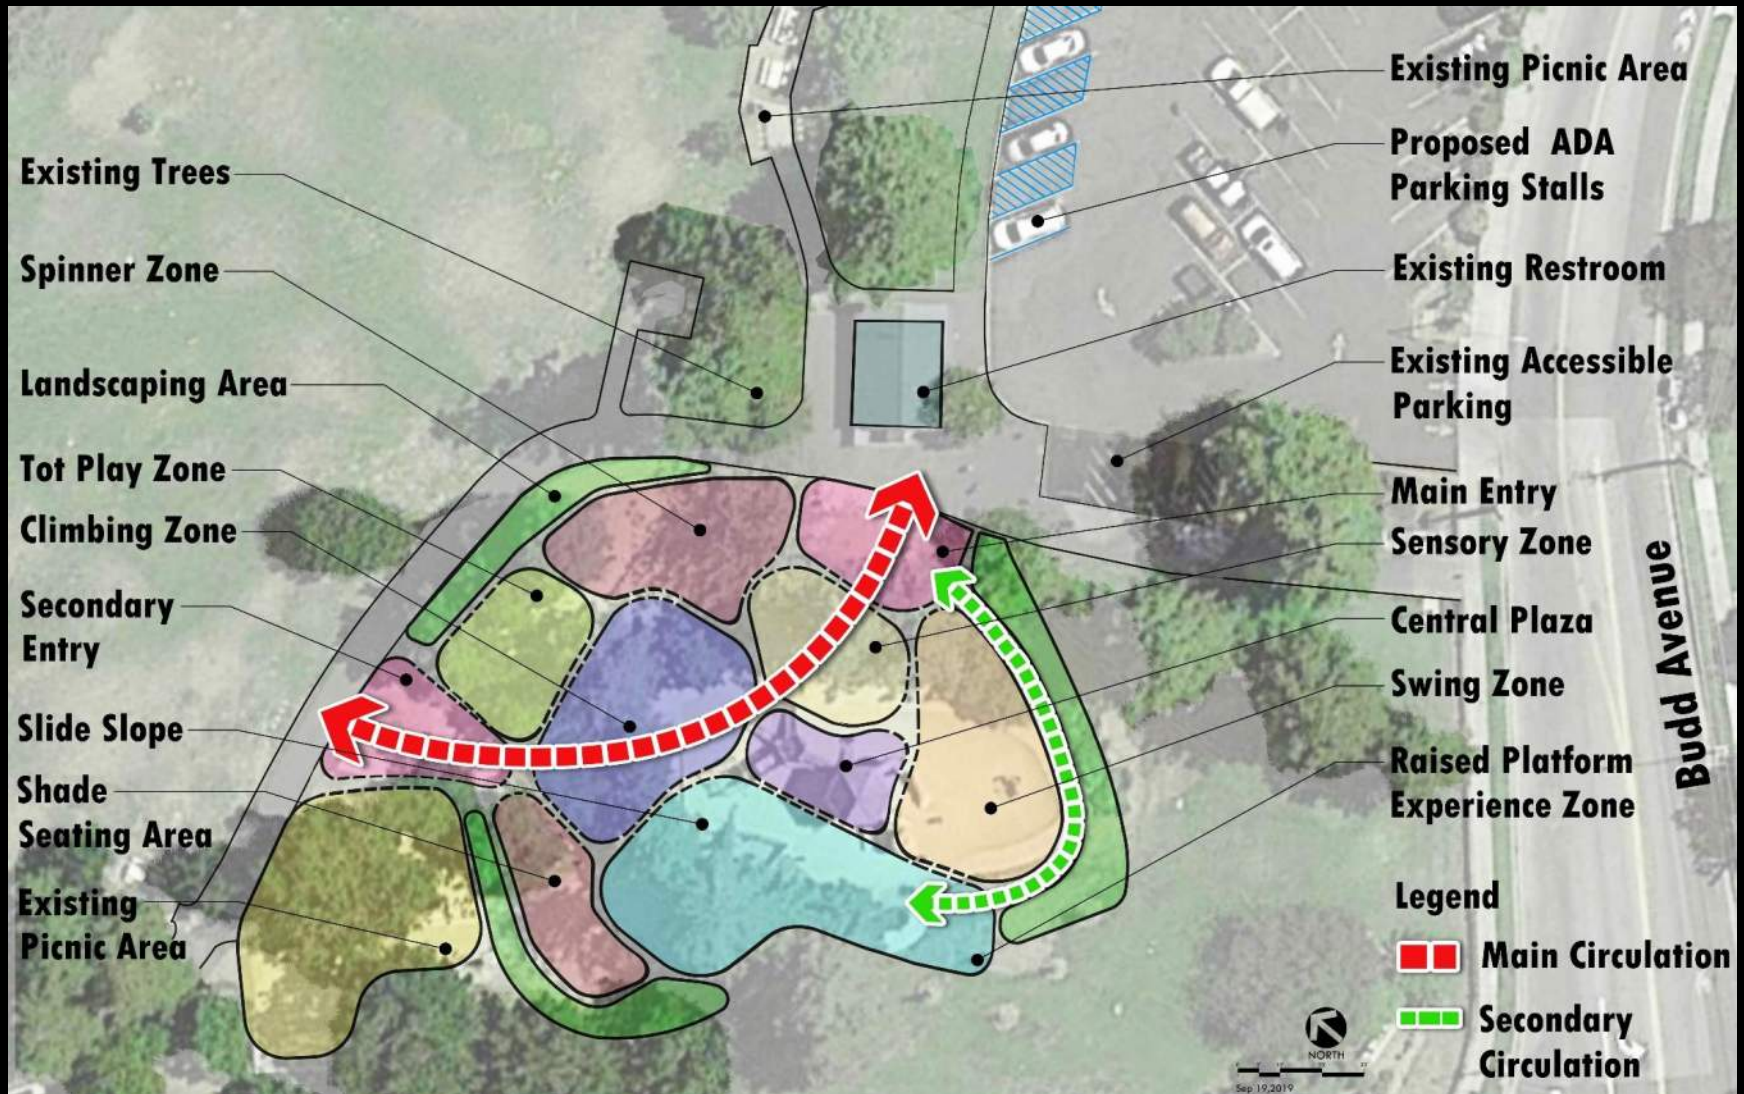 Existing Trees
Spinner Zone
Landscaping Area
Tot Play Zone
Climbing Zone
Secondary
Entry
Slide Slope
Shade
Seating Area
Existing
Picnic Area
Existing Picnic Area
Proposed ADA
Parking Stalls
Existing Restroom
Existing Accessible
Parking
Main Entry
Sensory Zone
Central Plaza
Swing Zone
Raised Platform
Experience Zone
Budd Avenue
Legend
Main Circulation
Secondary
Circulation
NORTH
Sep 19,2019